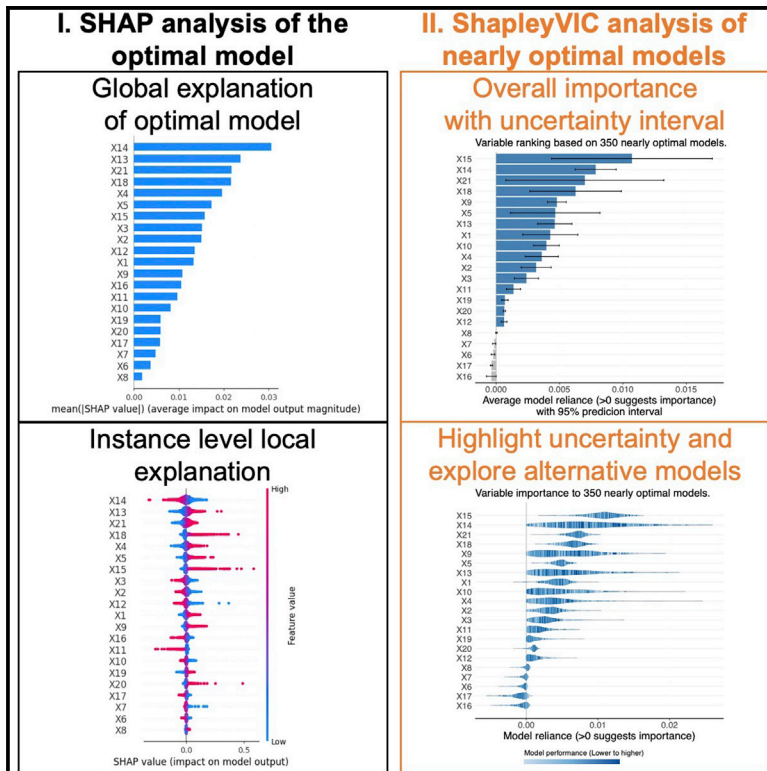 I. SHAP analysis of the
optimal model
Global explanation
of optimal model
X14
X13
X21
X18
X4
X5
X15
X3
X2
X12
X1
X9
X16
X11
X10
X19
X20
X17
X7
X6
X8
0.00 0.01 0.02 0.03
mean(|SHAP value|) (average impact on model output magnitude)
Instance level local
explanation
High
X14
X13
X21
X18
X4
X5
X15
X3
X2
X12
X1
X9
X16
X11
X10
X19
X20
X17
X7
X6
X8
Feature value
Low
0.0 0.5
SHAP value (impact on model output)
II. ShapleyVIC analysis of
nearly optimal models
Overall importance
with uncertainty interval
Variable ranking based on 350 nearly optimal models.
X15
X14
X21
X18
X9
X5
X13
X1
X10
X4
X2
X3
X11
X19
X20
X12
X8
X7
X6
X17
X16
0.000 0.005 0.010 0.015
Average model reliance (>0 suggests importance)
with 95% predicion interval
Highlight uncertainty and
explore alternative models
Variable importance to 350 nearly optimal models.
X15
X14
X21
X18
X9
X5
X13
X1
X10
X4
X2
X3
X11
X19
X20
X12
X8
X7
X6
X17
X16
0.00 0.01 0.02
Model reliance (>0 suggests importance)
Model performance (Lower to higher)